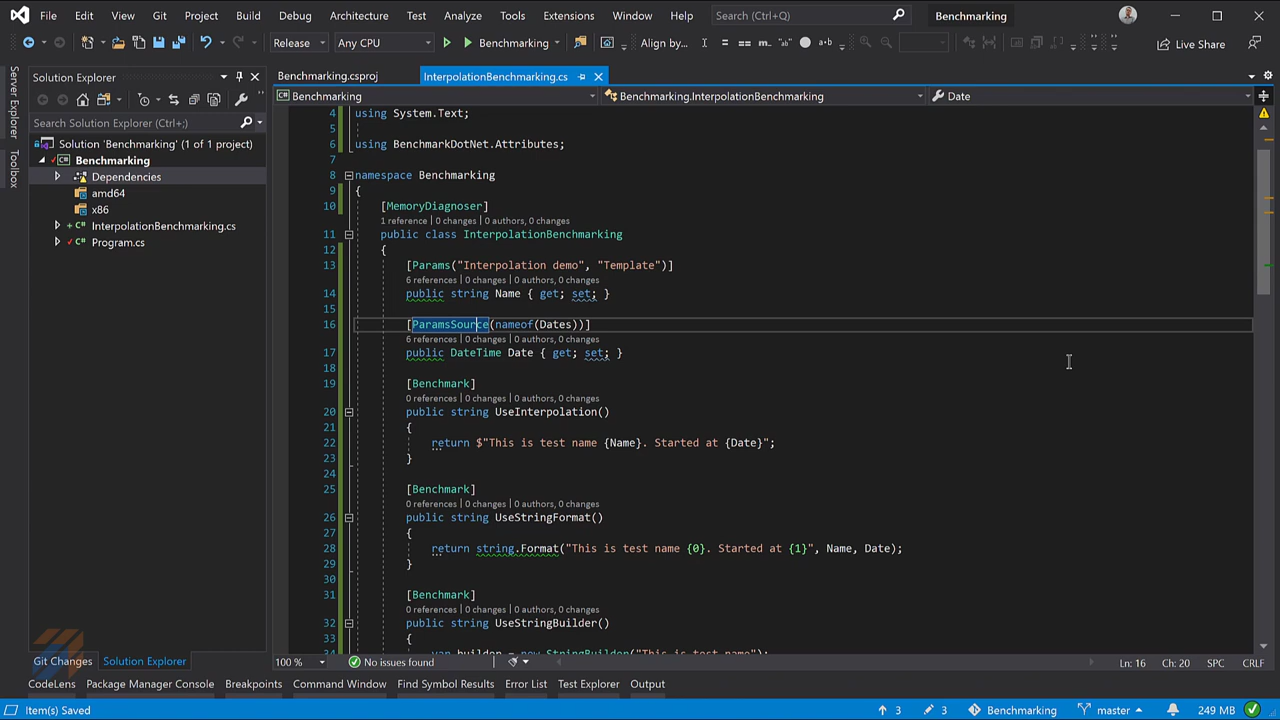 File Edit View Git Project Build Debug Architecture Test Analyze Tools Extensions Window Help Search (Ctrl+Q) Benchmarking
Release Any CPU Benchmarking Align by... Live Share
Server Explorer
Toolbox
Solution Explorer
Search Solution Explorer (Ctrl+;)
Solution 'Benchmarking' (1 of 1 project)
Benchmarking
Dependencies
amd64
x86
InterpolationBenchmarking.cs
Program.cs
Git Changes Solution Explorer
Benchmarking.csproj InterpolationBenchmarking.cs
Benchmarking Benchmarking.InterpolationBenchmarking Date
4 using System.Text;
5
6 using BenchmarkDotNet.Attributes;
7
8 namespace Benchmarking
9 {
10 [MemoryDiagnoser]
1 reference | 0 changes | 0 authors, 0 changes
11 public class InterpolationBenchmarking
12 {
13 [Params("Interpolation demo", "Template")]
6 references | 0 changes | 0 authors, 0 changes
14 public string Name { get; set; }
15
16 [ParamsSource(nameof(Dates))]
6 references | 0 changes | 0 authors, 0 changes
17 public DateTime Date { get; set; }
18
19 [Benchmark]
0 references | 0 changes | 0 authors, 0 changes
20 public string UseInterpolation()
21 {
22 return $"This is test name {Name}. Started at {Date}";
23 }
24
25 [Benchmark]
0 references | 0 changes | 0 authors, 0 changes
26 public string UseStringFormat()
27 {
28 return string.Format("This is test name {0}. Started at {1}", Name, Date);
29 }
30
31 [Benchmark]
0 references | 0 changes | 0 authors, 0 changes
32 public string UseStringBuilder()
33 {
34 var builder = new StringBuilder("This is test name");
100 % No issues found Ln: 16 Ch: 20 SPC CRLF
CodeLens Package Manager Console Breakpoints Command Window Find Symbol Results Error List Test Explorer Output
Item(s) Saved 3 3 Benchmarking master 249 MB